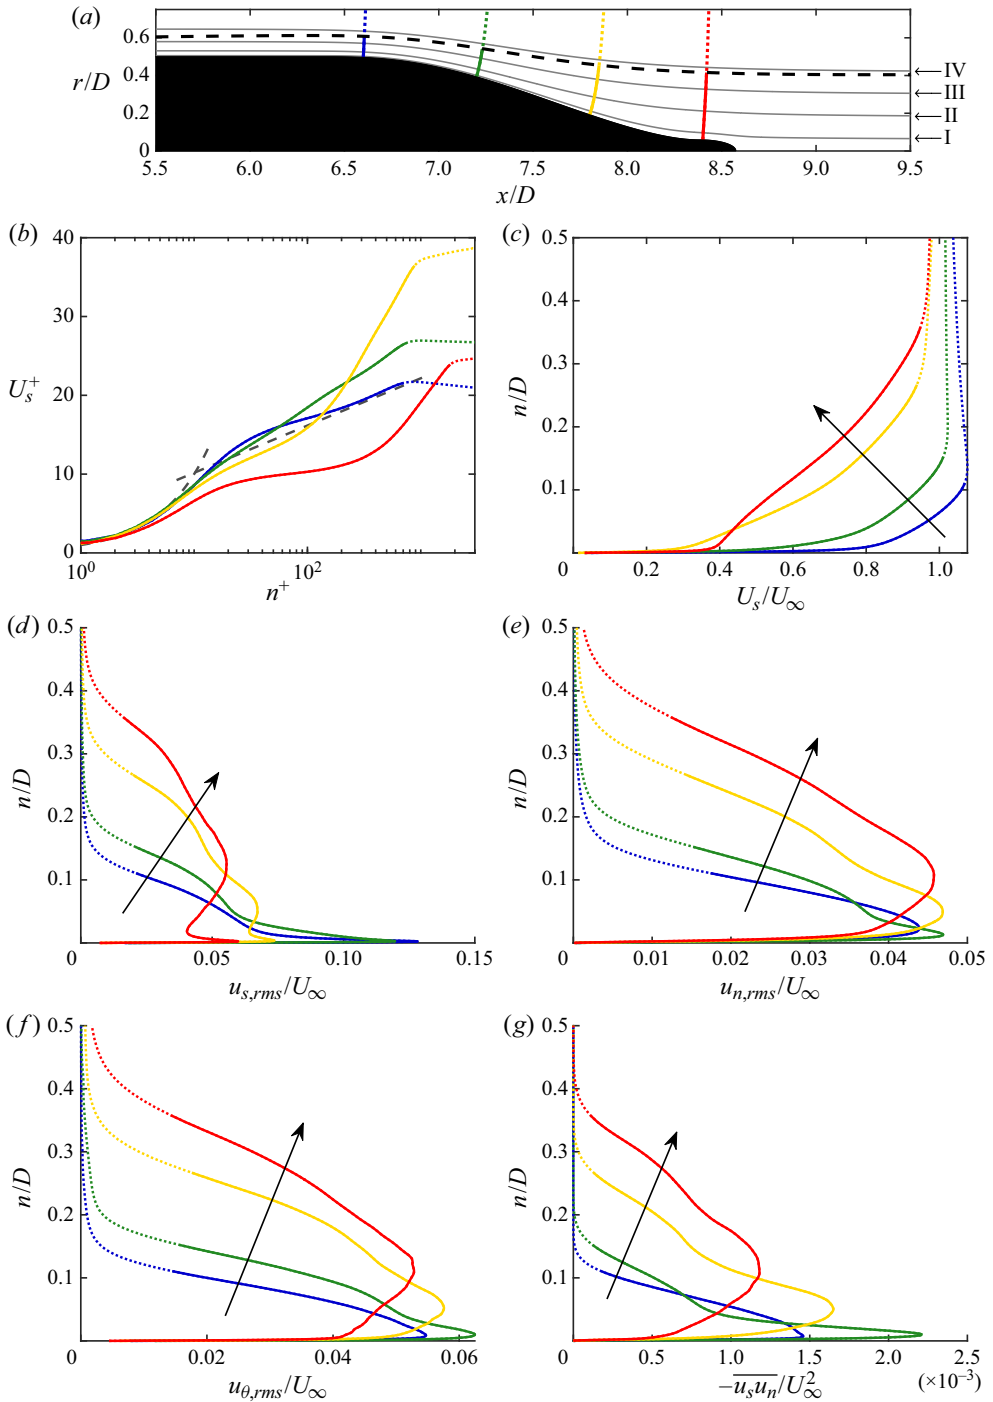 (a)
0.6
0.4
0.2
0
r/D
IV
III
II
I
5.5 6.0 6.5 7.0 7.5 8.0 8.5 9.0 9.5
x/D
(b)
40
30
20
10
0
U_s^+
10^0 10^2
n^+
(c)
0.5
0.4
0.3
0.2
0.1
n/D
0 0.2 0.4 0.6 0.8 1.0
U_s/U_∞
(d)
0.5
0.4
0.3
0.2
0.1
n/D
0 0.05 0.10 0.15
u_{s,rms}/U_∞
(e)
0.5
0.4
0.3
0.2
0.1
n/D
0 0.01 0.02 0.03 0.04 0.05
u_{n,rms}/U_∞
(f)
0.5
0.4
0.3
0.2
0.1
n/D
0 0.02 0.04 0.06
u_{θ,rms}/U_∞
(g)
0.5
0.4
0.3
0.2
0.1
n/D
0 0.5 1.0 1.5 2.0 2.5
−\overline{u_s u_n}/U_∞^2
(×10^{−3})